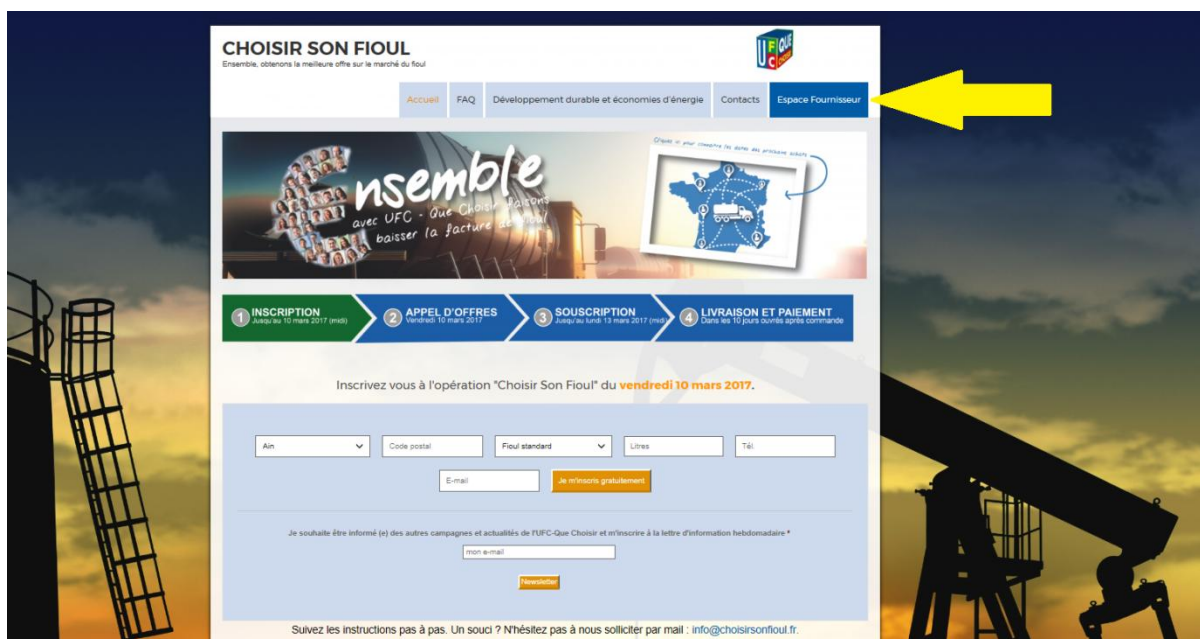 CHOISIR SON FIOUL
Ensemble, obtenons la meilleure offre sur le marché du fioul
UFC QUE CHOISIR
Accueil
FAQ
Développement durable et économies d'énergie
Contacts
Espace Fournisseur
Ensemble
avec UFC - Que Choisir faisons
baisser la facture de fioul
Cliquez ici pour connaître les dates des prochains achats
1 INSCRIPTION
Jusqu'au 10 mars 2017 (midi)
2 APPEL D'OFFRES
Vendredi 10 mars 2017
3 SOUSCRIPTION
Jusqu'au lundi 13 mars 2017 (midi)
4 LIVRAISON ET PAIEMENT
Dans les 10 jours ouvrés après commande
Inscrivez vous à l'opération "Choisir Son Fioul" du vendredi 10 mars 2017.
Ain
Code postal
Fioul standard
Litres
Tél.
E-mail
Je m'inscris gratuitement
Je souhaite être informé (e) des autres campagnes et actualités de l'UFC-Que Choisir et m'inscrire à la lettre d'information hebdomadaire *
mon e-mail
Newsletter
Suivez les instructions pas à pas. Un souci ? N'hésitez pas à nous solliciter par mail : info@choisirsonfioul.fr.